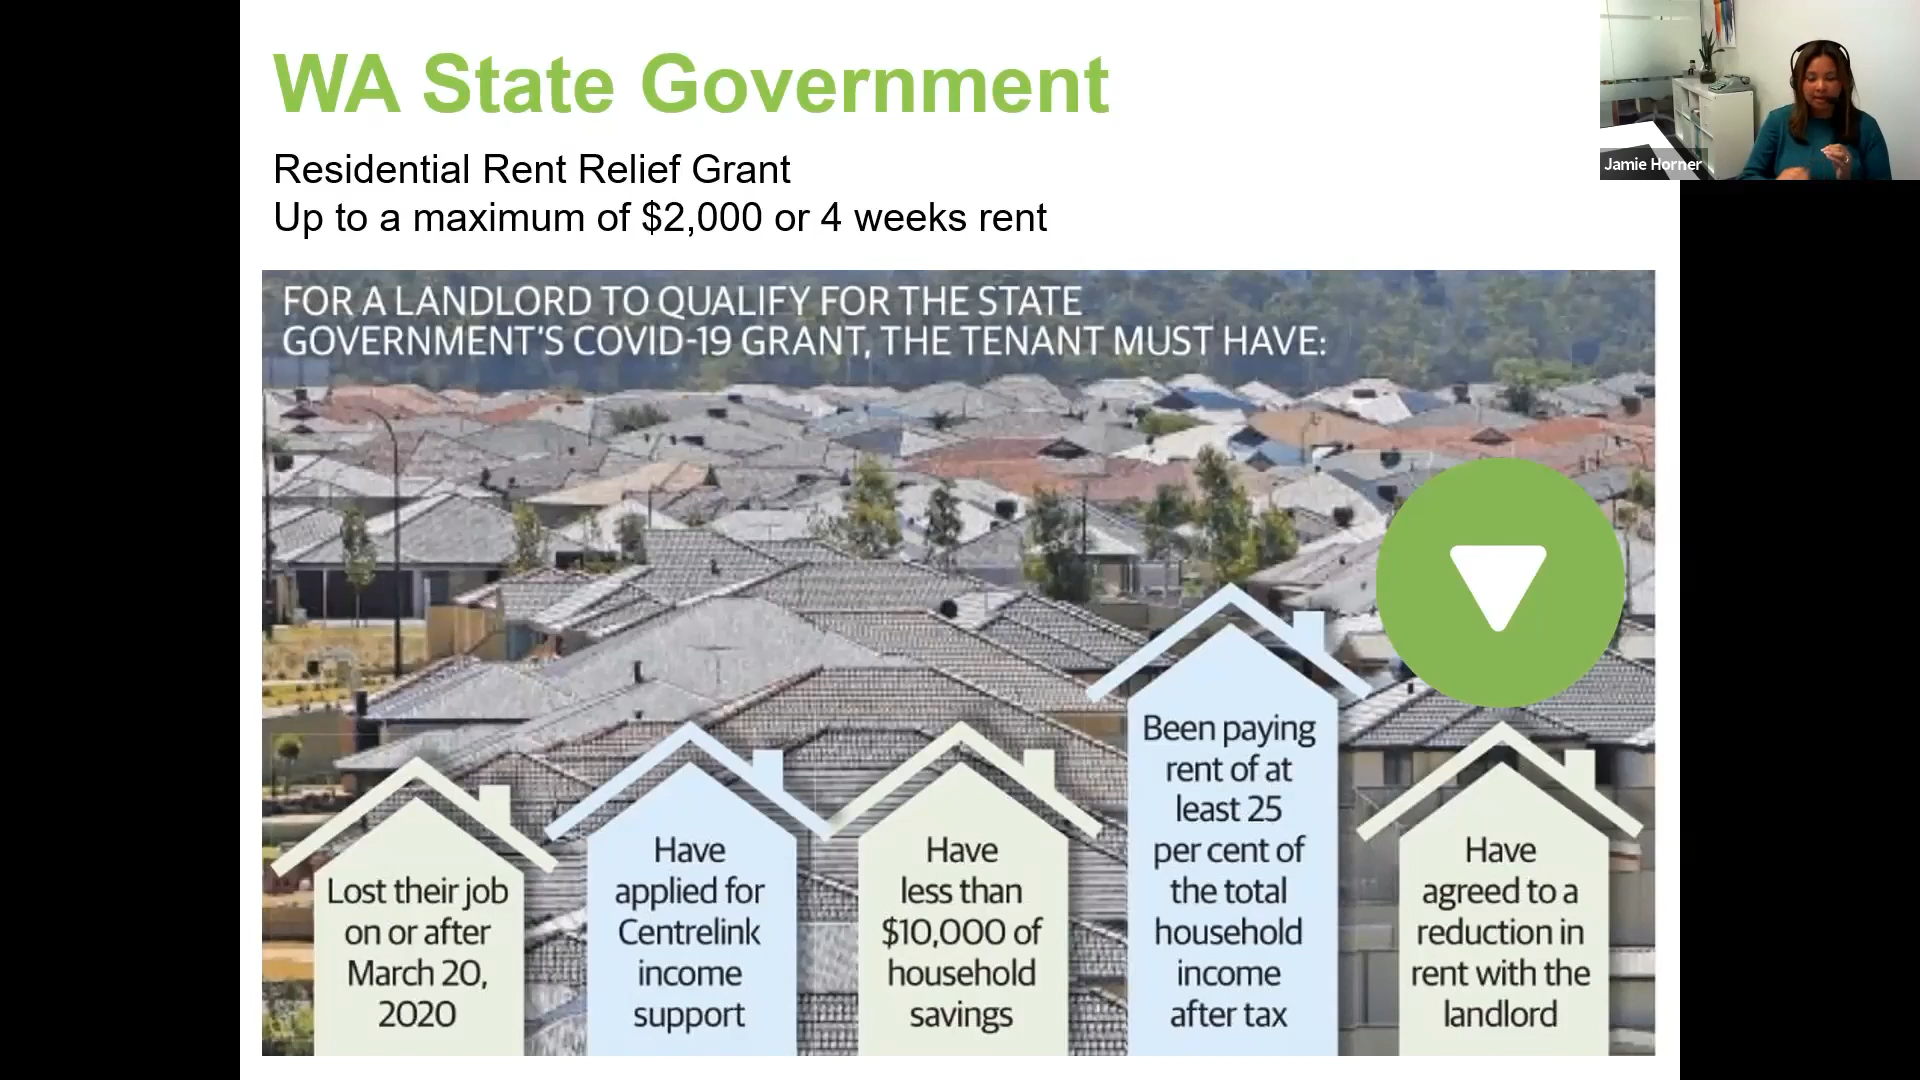 WA State Government
Residential Rent Relief Grant
Up to a maximum of $2,000 or 4 weeks rent
Jamie Horner
FOR A LANDLORD TO QUALIFY FOR THE STATE
GOVERNMENT'S COVID-19 GRANT, THE TENANT MUST HAVE:
Lost their job
on or after
March 20,
2020
Have
applied for
Centrelink
income
support
Have
less than
$10,000 of
household
savings
Been paying
rent of at
least 25
per cent of
the total
household
income
after tax
Have
agreed to a
reduction in
rent with the
landlord